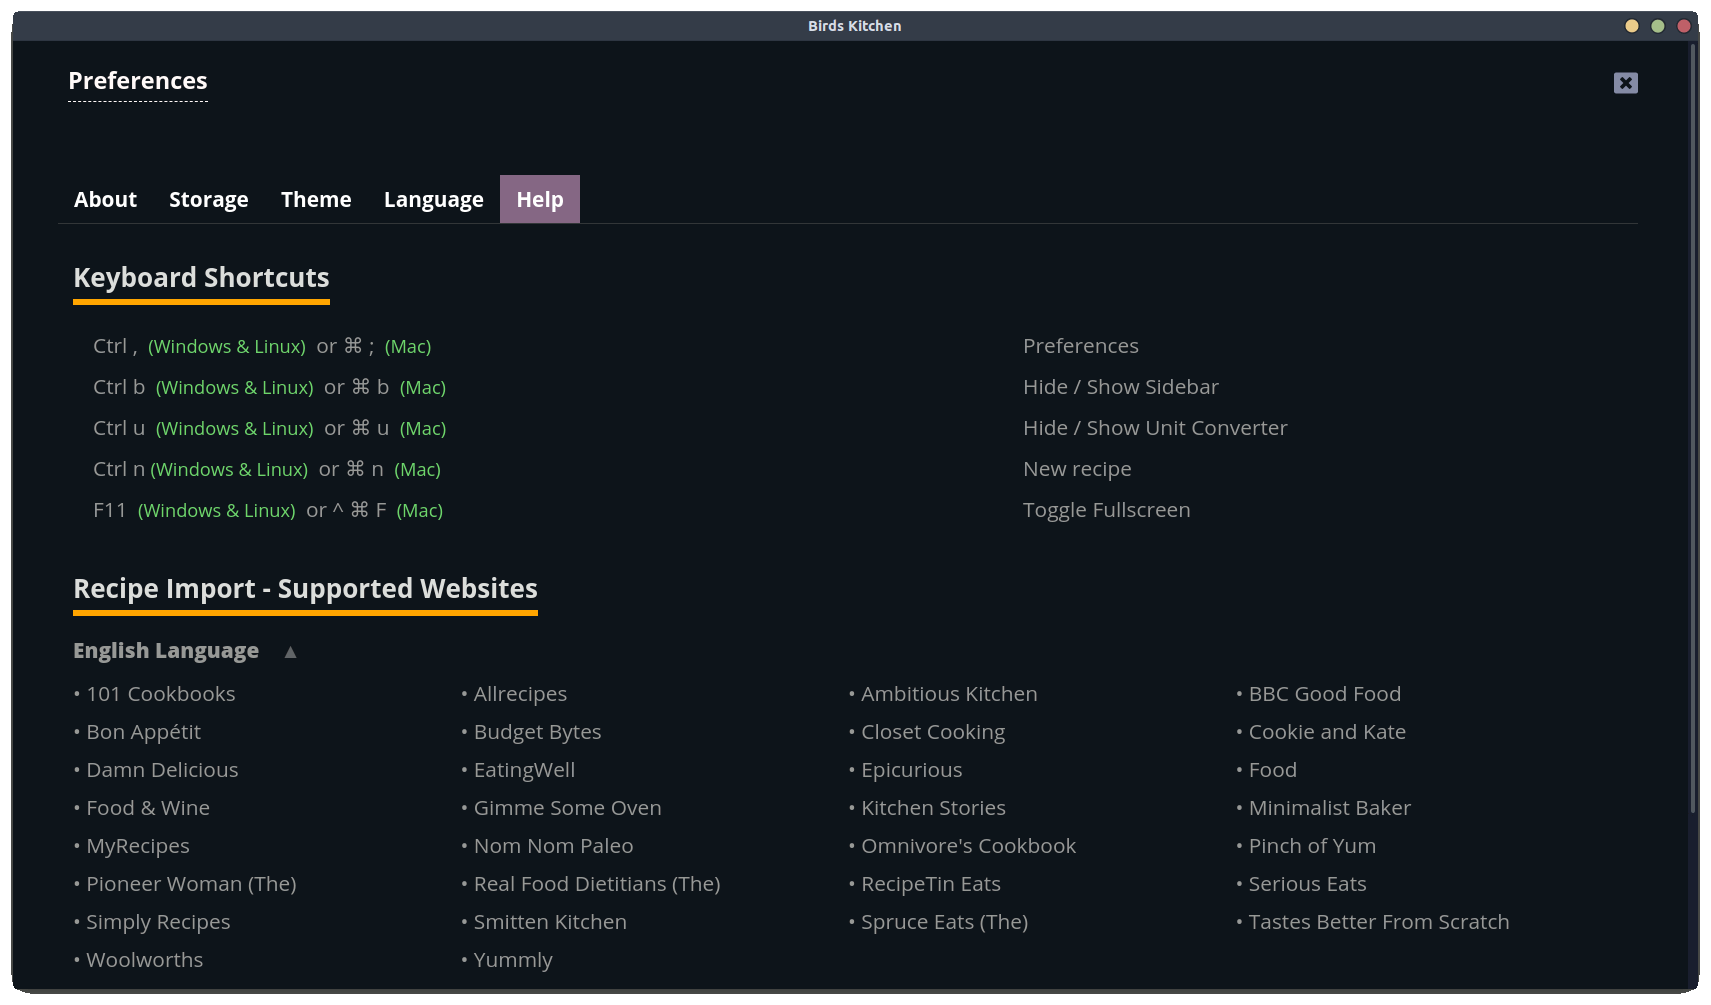 Birds Kitchen
Preferences
About Storage Theme Language Help
Keyboard Shortcuts
Ctrl , (Windows & Linux) or ⌘ ; (Mac) Preferences
Ctrl b (Windows & Linux) or ⌘ b (Mac) Hide / Show Sidebar
Ctrl u (Windows & Linux) or ⌘ u (Mac) Hide / Show Unit Converter
Ctrl n (Windows & Linux) or ⌘ n (Mac) New recipe
F11 (Windows & Linux) or ^ ⌘ F (Mac) Toggle Fullscreen
Recipe Import - Supported Websites
English Language ▲
• 101 Cookbooks • Allrecipes • Ambitious Kitchen • BBC Good Food
• Bon Appétit • Budget Bytes • Closet Cooking • Cookie and Kate
• Damn Delicious • EatingWell • Epicurious • Food
• Food & Wine • Gimme Some Oven • Kitchen Stories • Minimalist Baker
• MyRecipes • Nom Nom Paleo • Omnivore's Cookbook • Pinch of Yum
• Pioneer Woman (The) • Real Food Dietitians (The) • RecipeTin Eats • Serious Eats
• Simply Recipes • Smitten Kitchen • Spruce Eats (The) • Tastes Better From Scratch
• Woolworths • Yummly